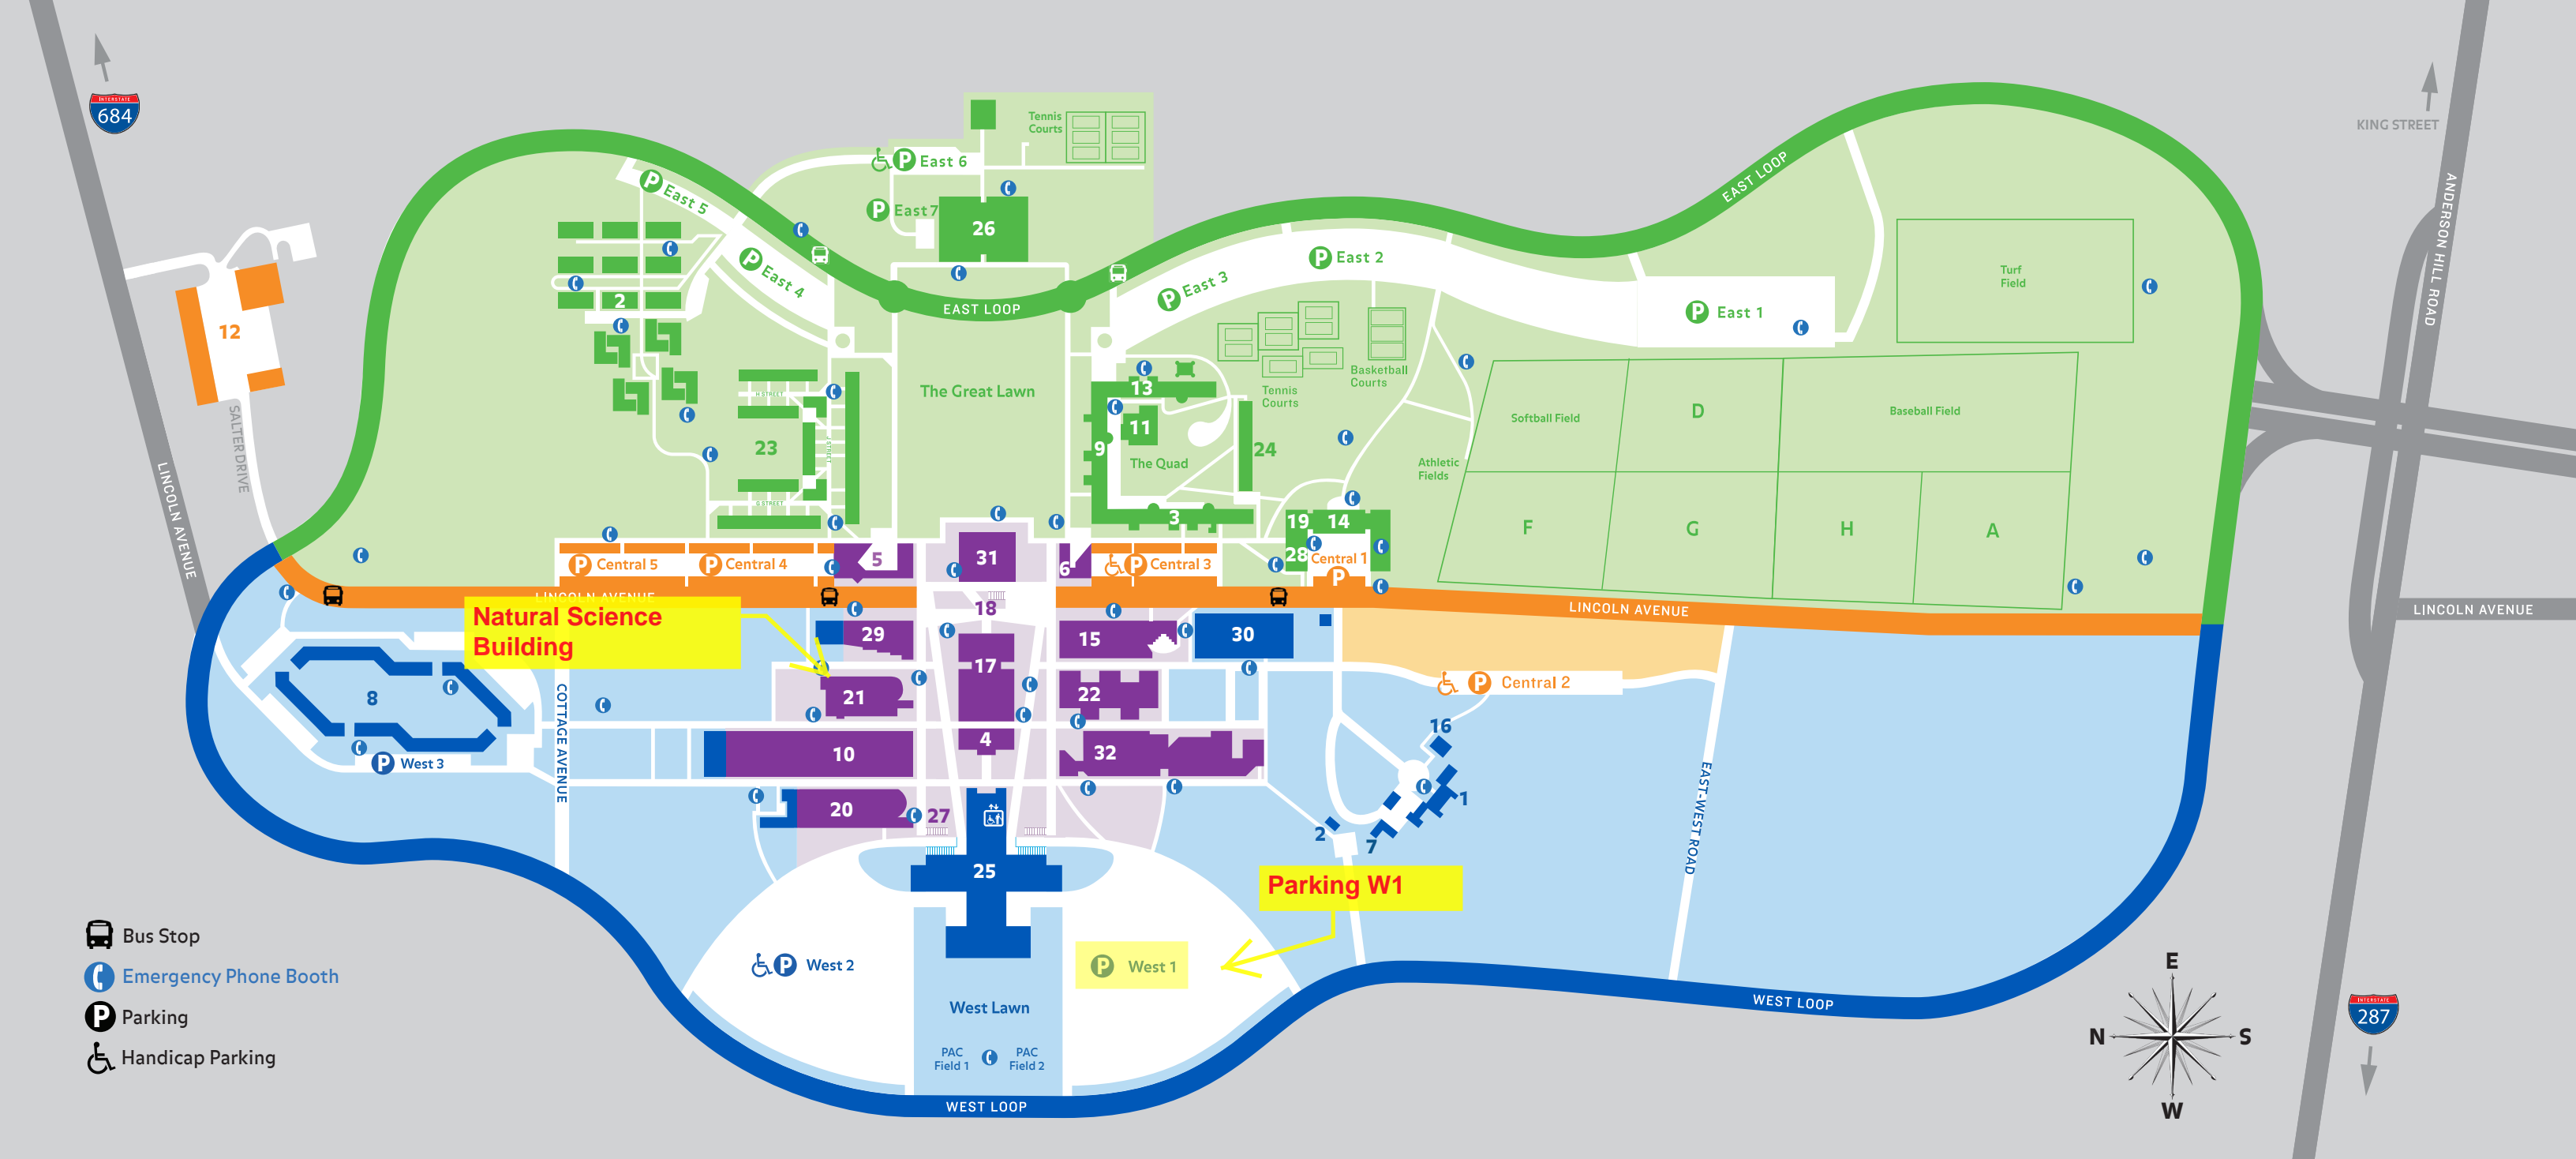 INTERSTATE
684
KING STREET
ANDERSON HILL ROAD
EAST LOOP
Tennis
Courts
East 6
East 5
East 7
26
East 4
EAST LOOP
East 3
East 2
East 1
Turf
Field
12
SALTER DRIVE
LINCOLN AVENUE
2
23
H STREET
J STREET
G STREET
The Great Lawn
13
11
9
The Quad
24
3
Tennis
Courts
Basketball
Courts
Athletic
Fields
Softball Field
D
Baseball Field
F
G
H
A
19
14
28
Central 1
Central 5
Central 4
5
31
6
Central 3
LINCOLN AVENUE
LINCOLN AVENUE
LINCOLN AVENUE
Natural Science
Building
18
29
15
30
17
21
22
Central 2
8
COTTAGE AVENUE
West 3
10
4
32
16
1
2
7
20
27
25
EAST-WEST ROAD
Parking W1
West 2
West 1
West Lawn
PAC
Field 1
PAC
Field 2
WEST LOOP
WEST LOOP
Bus Stop
Emergency Phone Booth
P
Parking
Handicap Parking
E
N
S
W
INTERSTATE
287